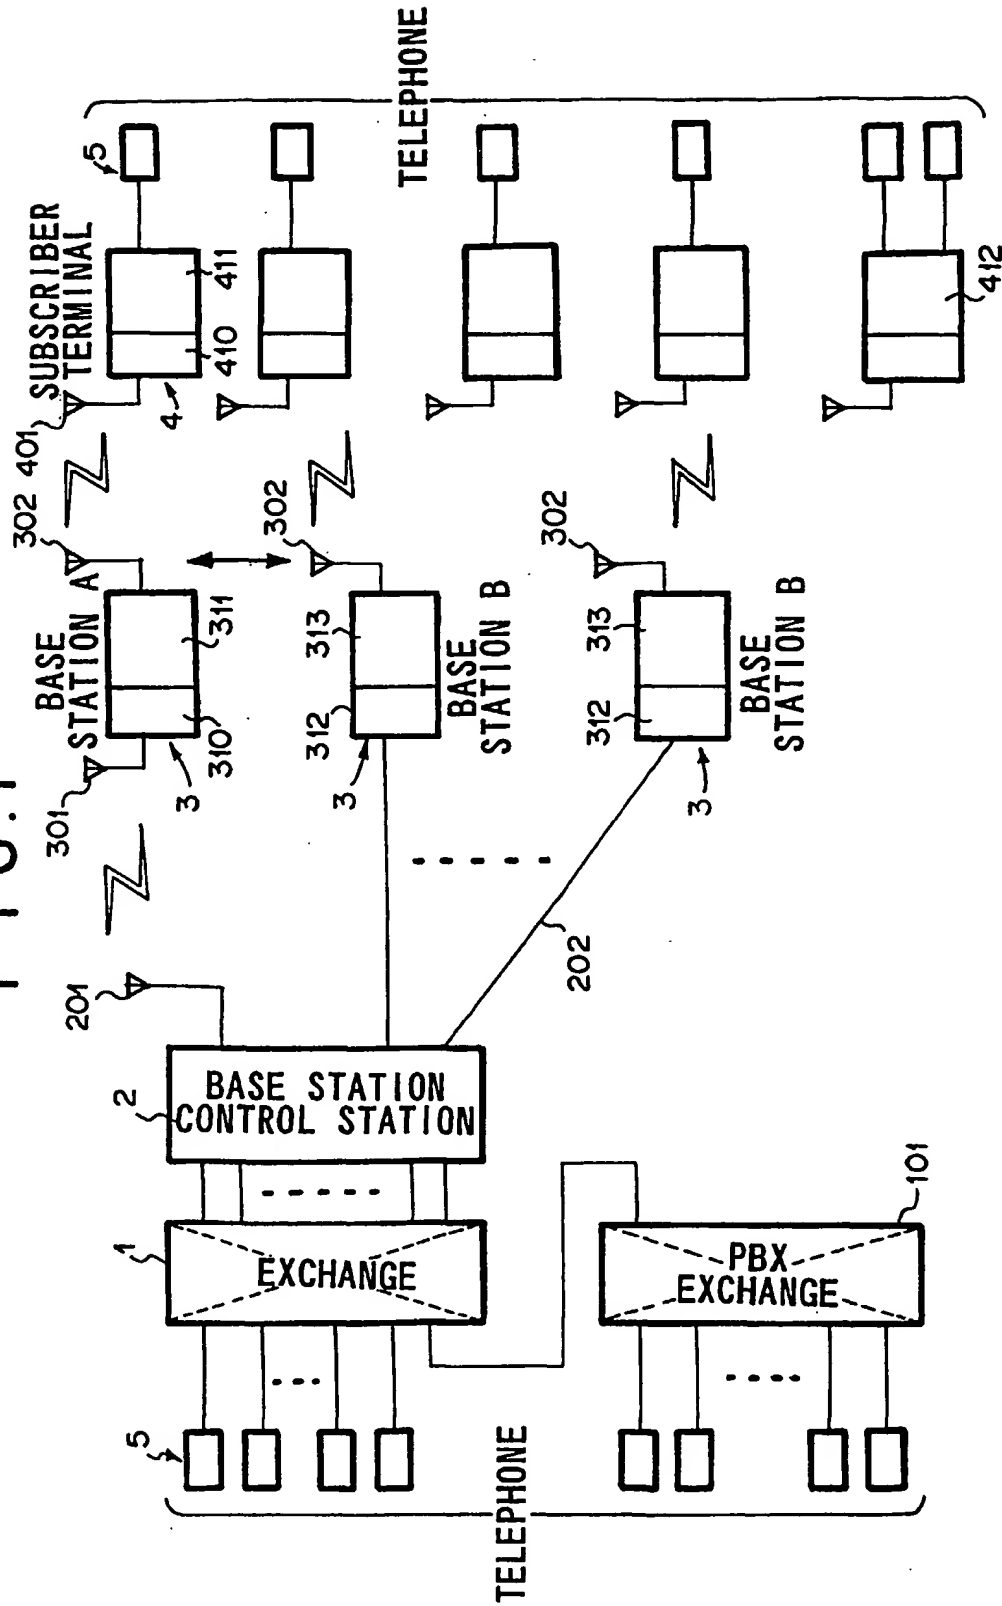 TELEPHONE
5
1
EXCHANGE
PBX
EXCHANGE
101
2
BASE STATION
CONTROL STATION
201
202
301
BASE
STATION A
302
3
310
311
302
3
312
313
BASE
STATION B
302
3
312
313
BASE
STATION B
401
SUBSCRIBER
TERMINAL
4
410
411
5
412
TELEPHONE